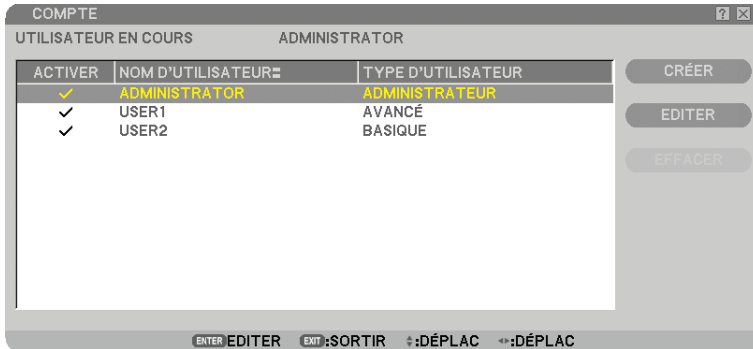 COMPTE
UTILISATEUR EN COURS ADMINISTRATOR
ACTIVER NOM D'UTILISATEUR TYPE D'UTILISATEUR
ADMINISTRATOR ADMINISTRATEUR
USER1 AVANCÉ
USER2 BASIQUE
CRÉER
EDITER
EFFACER
ENTER EDITER EXIT :SORTIR :DÉPLAC :DÉPLAC